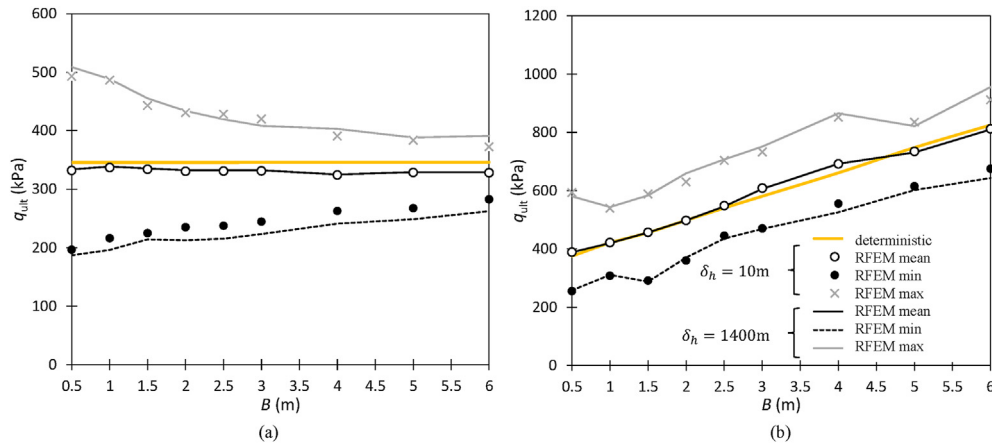 600
500
400
300
200
100
0
q_ult (kPa)
0.5 1 1.5 2 2.5 3 3.5 4 4.5 5 5.5 6
B (m)
(a)
1200
1000
800
600
400
200
0
q_ult (kPa)
deterministic
RFEM mean
δ_h = 10m
RFEM min
RFEM max
RFEM mean
δ_h = 1400m
RFEM min
RFEM max
0.5 1 1.5 2 2.5 3 3.5 4 4.5 5 5.5 6
B (m)
(b)